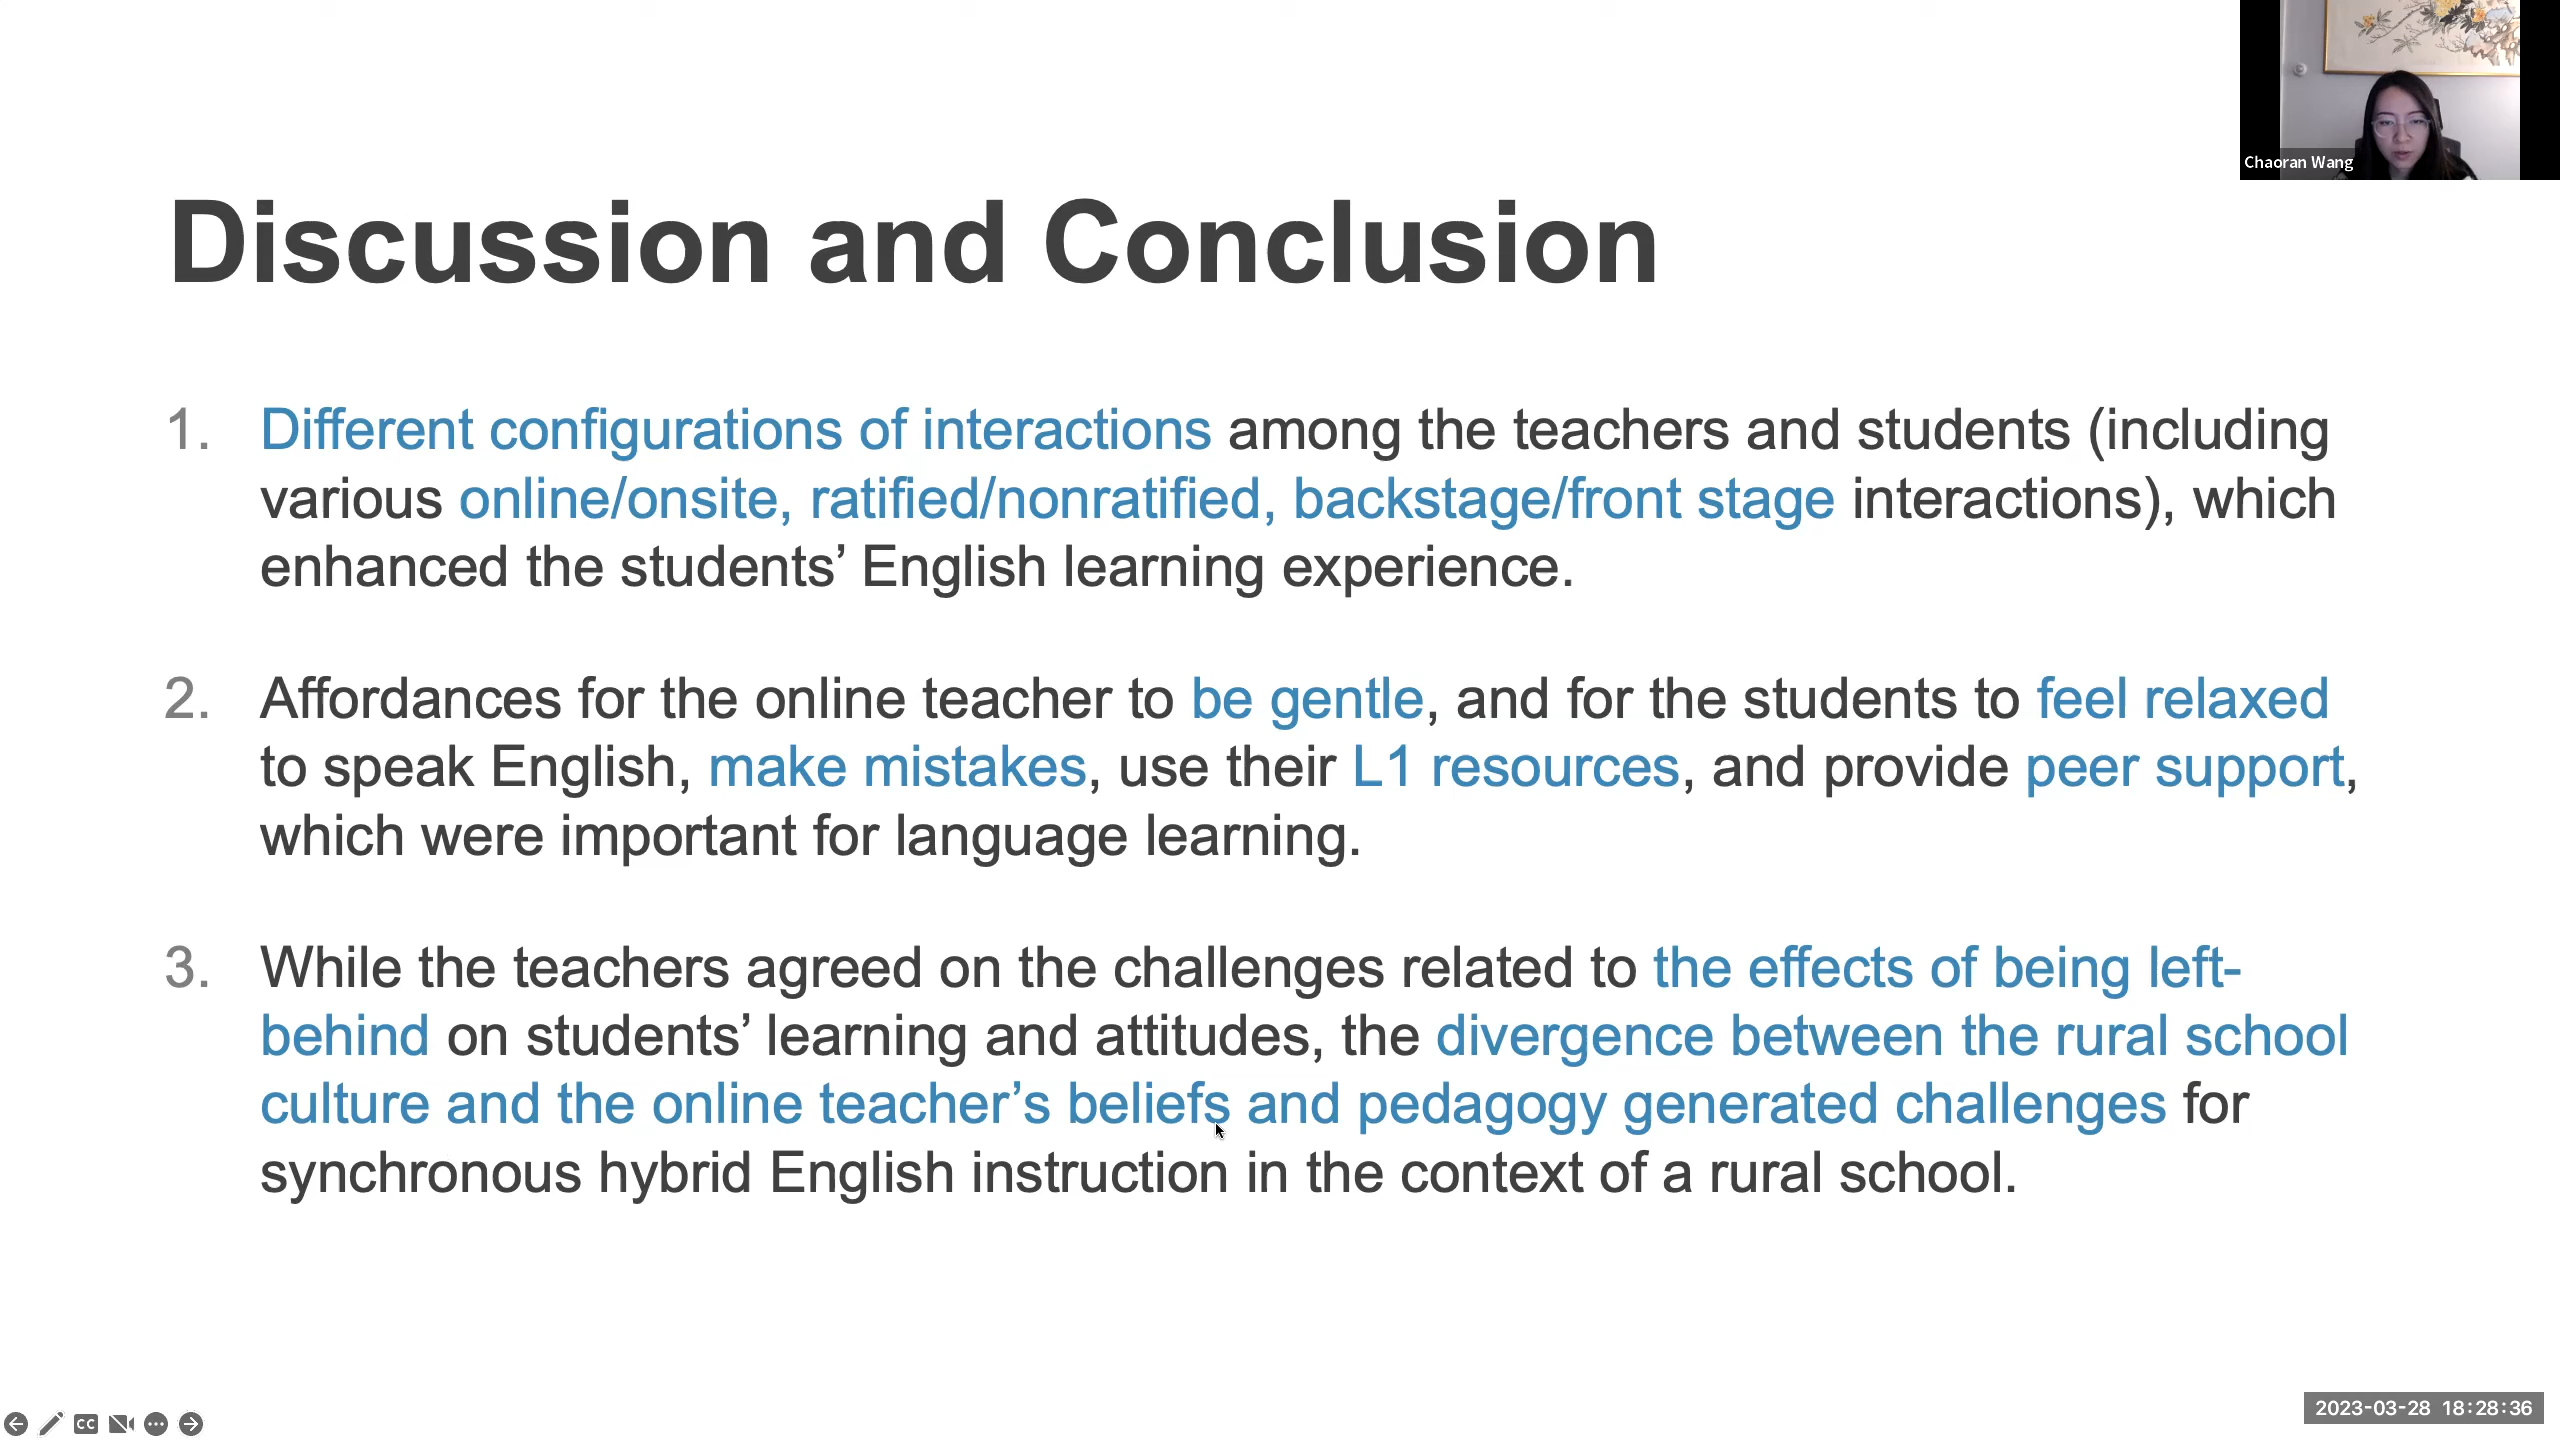 Chaoran Wang
Discussion and Conclusion
1. Different configurations of interactions among the teachers and students (including
various online/onsite, ratified/nonratified, backstage/front stage interactions), which
enhanced the students’ English learning experience.
2. Affordances for the online teacher to be gentle, and for the students to feel relaxed
to speak English, make mistakes, use their L1 resources, and provide peer support,
which were important for language learning.
3. While the teachers agreed on the challenges related to the effects of being left-
behind on students’ learning and attitudes, the divergence between the rural school
culture and the online teacher’s beliefs and pedagogy generated challenges for
synchronous hybrid English instruction in the context of a rural school.
CC
2023-03-28 18:28:36